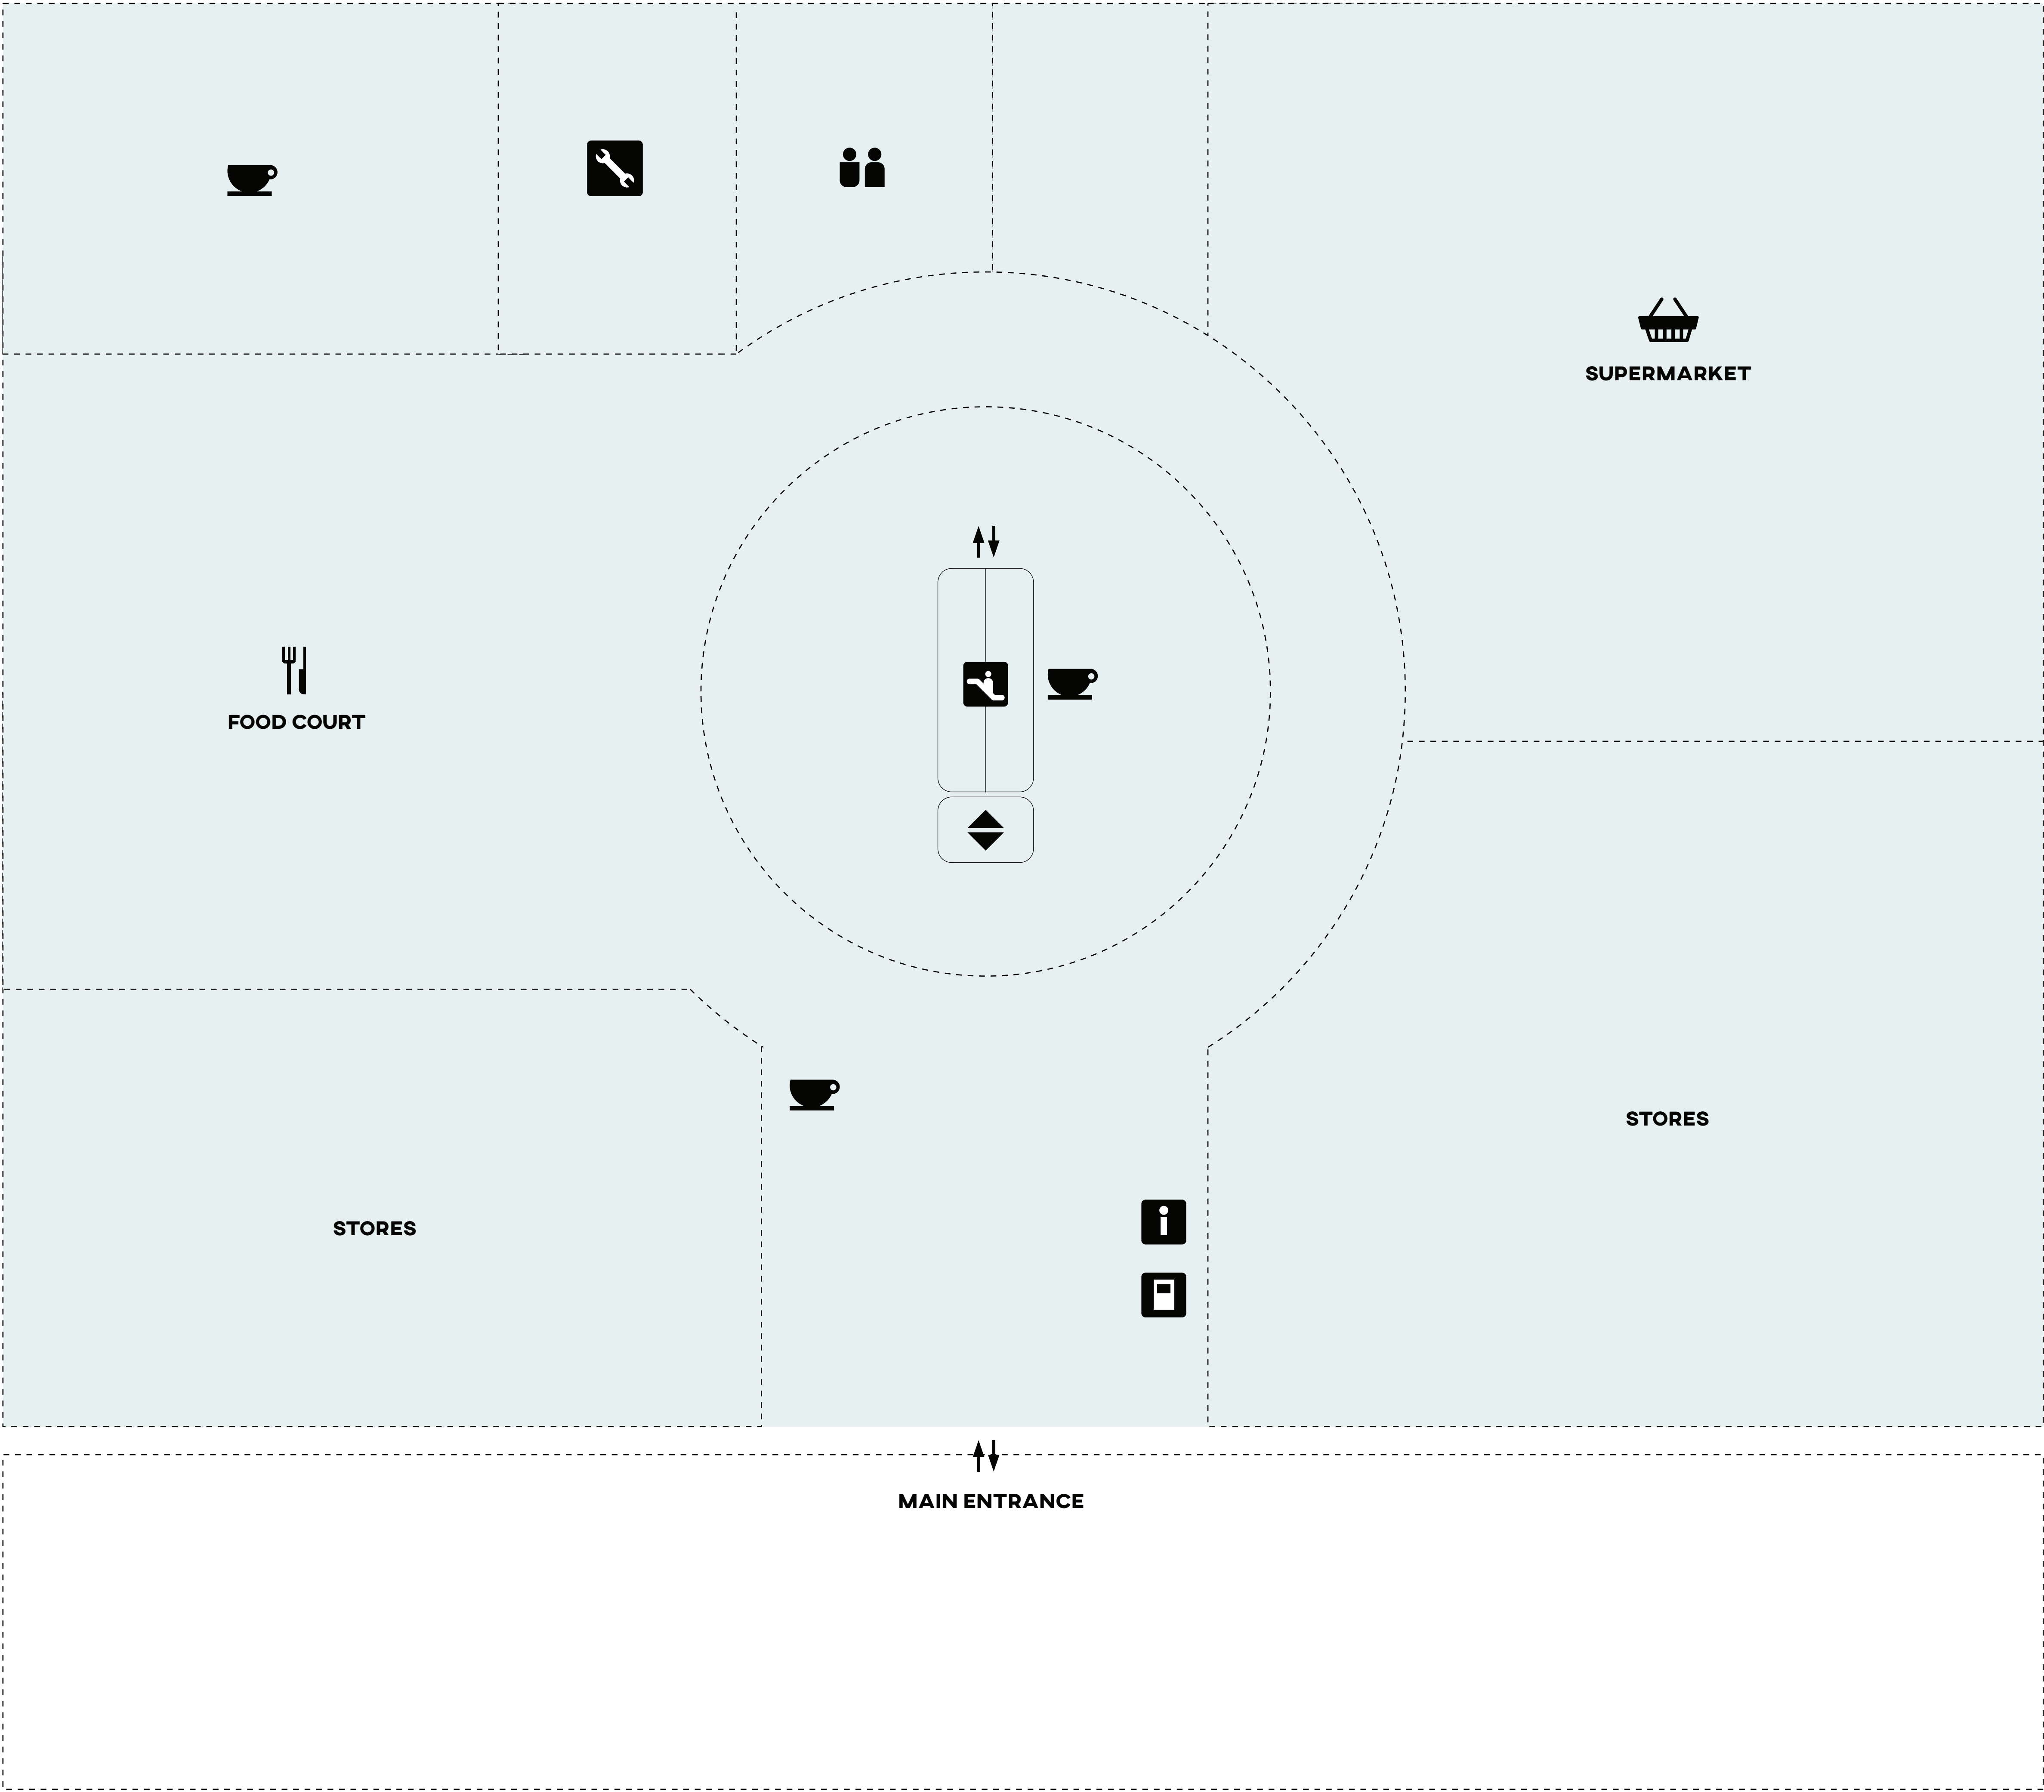 SUPERMARKET
FOOD COURT
STORES
STORES
MAIN ENTRANCE